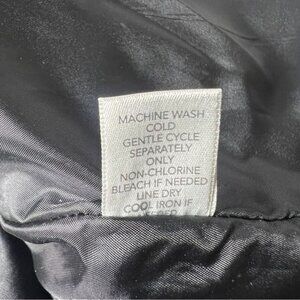 MACHINE WASH
COLD
GENTLE CYCLE
SEPARATELY
ONLY
NON-CHLORINE
BLEACH IF NEEDED
LINE DRY
COOL IRON IF